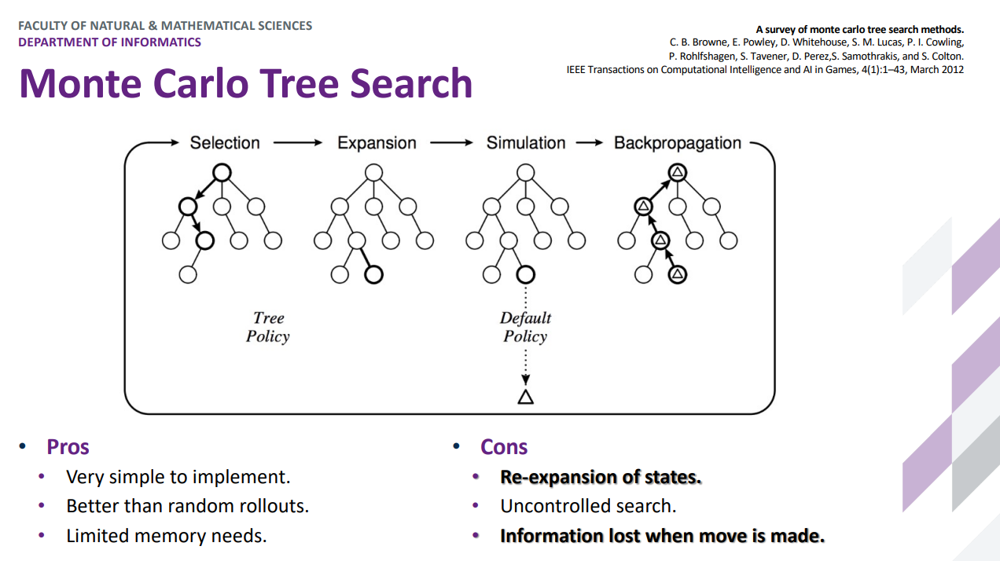 FACULTY OF NATURAL & MATHEMATICAL SCIENCES
DEPARTMENT OF INFORMATICS
Monte Carlo Tree Search
A survey of monte carlo tree search methods.
C. B. Browne, E. Powley, D. Whitehouse, S. M. Lucas, P. I. Cowling,
P. Rohlfshagen, S. Tavener, D. Perez,S. Samothrakis, and S. Colton.
IEEE Transactions on Computational Intelligence and AI in Games, 4(1):1–43, March 2012
Selection
Expansion
Simulation
Backpropagation
Tree
Policy
Default
Policy
• Pros
• Very simple to implement.
• Better than random rollouts.
• Limited memory needs.
• Cons
• Re-expansion of states.
• Uncontrolled search.
• Information lost when move is made.